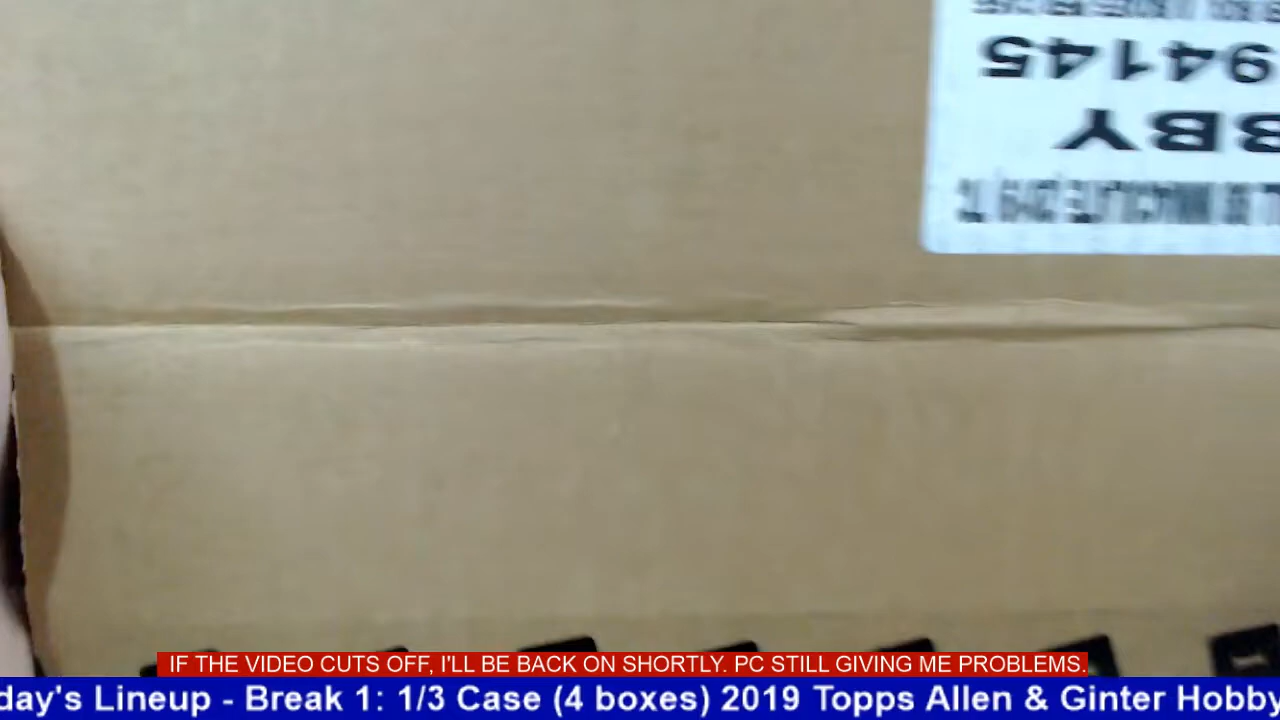 94145
BBY
IF THE VIDEO CUTS OFF, I'LL BE BACK ON SHORTLY. PC STILL GIVING ME PROBLEMS.
day's Lineup - Break 1: 1/3 Case (4 boxes) 2019 Topps Allen & Ginter Hobby